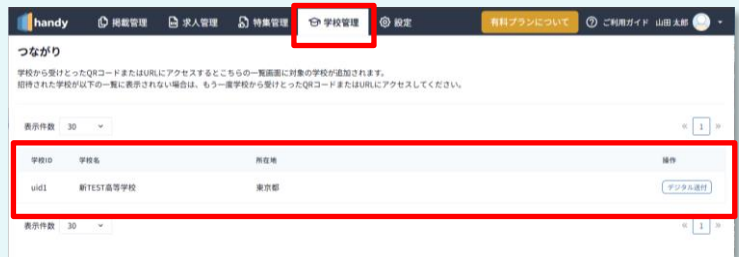 handy 掲載管理 求人管理 特集管理 学校管理 設定 有料プランについて ご利用ガイド 山田 太郎
つながり
学校から受けとったQRコードまたはURLにアクセスするとこちらの一覧画面に対象の学校が追加されます。
招待された学校が以下の一覧に表示されない場合は、もう一度学校から受けとったQRコードまたはURLにアクセスしてください。
表示件数 30 « 1 »
学校ID 学校名 所在地 操作
uid1 新TEST高等学校 東京都 デジタル送付
表示件数 30 « 1 »